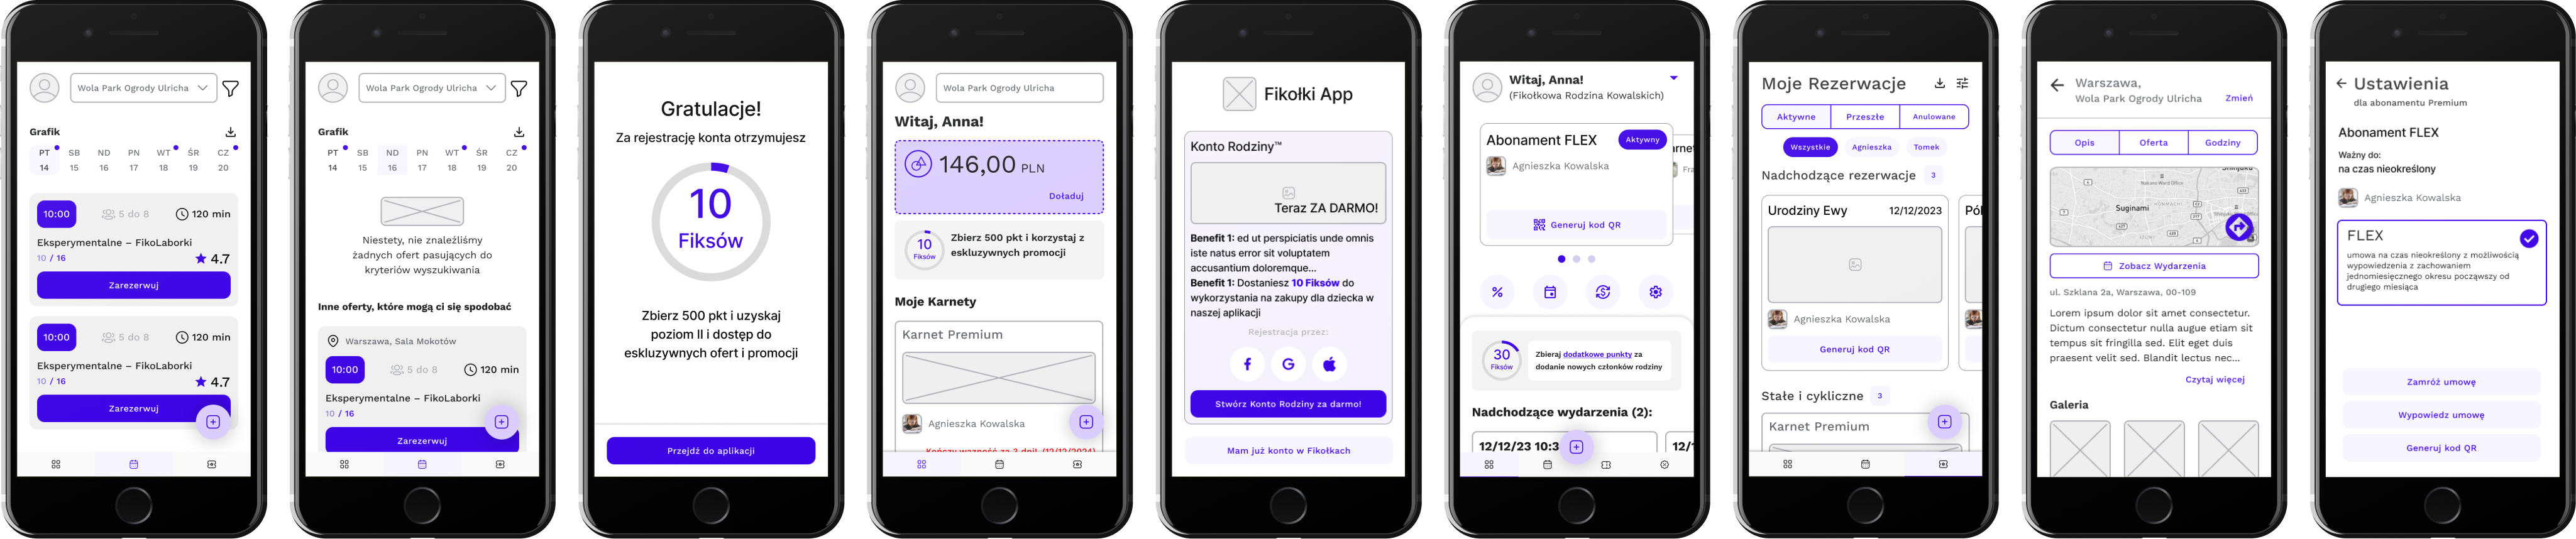 Wola Park Ogrody Ulricha
Grafik
PT SB ND PN WT ŚR CZ
14 15 16 17 18 19 20
10:00 5 do 8 120 min
Eksperymentalne – FikoLaborki
10 / 16 4.7
Zarezerwuj
10:00 5 do 8 120 min
Eksperymentalne – FikoLaborki
10 / 16 4.7
Zarezerwuj
Wola Park Ogrody Ulricha
Grafik
PT SB ND PN WT ŚR CZ
14 15 16 17 18 19 20
Niestety, nie znaleźliśmy
żadnych ofert pasujących do
kryteriów wyszukiwania
Inne oferty, które mogą ci się spodobać
Warszawa, Sala Mokotów
10:00 5 do 8 120 min
Eksperymentalne – FikoLaborki
10 / 16
Zarezerwuj
Gratulacje!
Za rejestrację konta otrzymujesz
10
Fiksów
Zbierz 500 pkt i uzyskaj
poziom II i dostęp do
eskluzywnych ofert i promocji
Przejdź do aplikacji
Wola Park Ogrody Ulricha
Witaj, Anna!
146,00 PLN
Doładuj
10
Fiksów
Zbierz 500 pkt i korzystaj z
eskluzywnych promocji
Moje Karnety
Karnet Premium
Agnieszka Kowalska
Kończy ważność za 3 dni! (12/12/2024)
Fikołki App
Konto Rodziny™
Teraz ZA DARMO!
Benefit 1: ed ut perspiciatis unde omnis
iste natus error sit voluptatem
accusantium doloremque...
Benefit 1: Dostaniesz 10 Fiksów do
wykorzystania na zakupy dla dziecka w
naszej aplikacji
Rejestracja przez:
Stwórz Konto Rodziny za darmo!
Mam już konto w Fikołkach
Witaj, Anna!
(Fikołkowa Rodzina Kowalskich)
Abonament FLEX Aktywny
Agnieszka Kowalska
Generuj kod QR
30
Fiksów
Zbieraj dodatkowe punkty za
dodanie nowych członków rodziny
Nadchodzące wydarzenia (2):
12/12/23 10:3
Moje Rezerwacje
Aktywne Przeszłe Anulowane
Wszystkie Agnieszka Tomek
Nadchodzące rezerwacje 3
Urodziny Ewy 12/12/2023
Agnieszka Kowalska
Generuj kod QR
Stałe i cykliczne 3
Karnet Premium
Warszawa,
Wola Park Ogrody Ulricha Zmień
Opis Oferta Godziny
Suginami
Zobacz Wydarzenia
ul. Szklana 2a, Warszawa, 00-109
Lorem ipsum dolor sit amet consectetur.
Dictum consectetur nulla augue etiam sit
tempus sit fringilla sed. Elit eget duis
praesent velit sed. Blandit lectus nec...
Czytaj więcej
Galeria
Ustawienia
dla abonamentu Premium
Abonament FLEX
Ważny do:
na czas nieokreślony
Agnieszka Kowalska
FLEX
umowa na czas nieokreślony z możliwością
wypowiedzenia z zachowaniem
jednomiesięcznego okresu począwszy od
drugiego miesiąca
Zamróź umowę
Wypowiedz umowę
Generuj kod QR